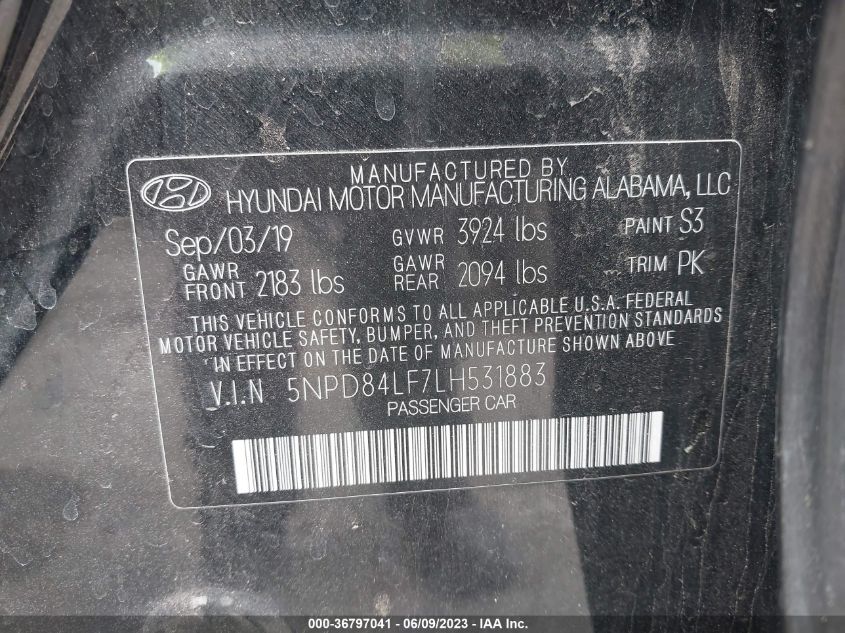 MANUFACTURED BY
HYUNDAI MOTOR MANUFACTURING ALABAMA, LLC
Sep/03/19 GVWR 3924 lbs PAINT S3
GAWR FRONT 2183 lbs GAWR REAR 2094 lbs TRIM PK
THIS VEHICLE CONFORMS TO ALL APPLICABLE U.S.A. FEDERAL
MOTOR VEHICLE SAFETY, BUMPER, AND THEFT PREVENTION STANDARDS
IN EFFECT ON THE DATE OF MANUFACTURE SHOWN ABOVE
V.I.N 5NPD84LF7LH531883
PASSENGER CAR
000-36797041 - 06/09/2023 - IAA Inc.